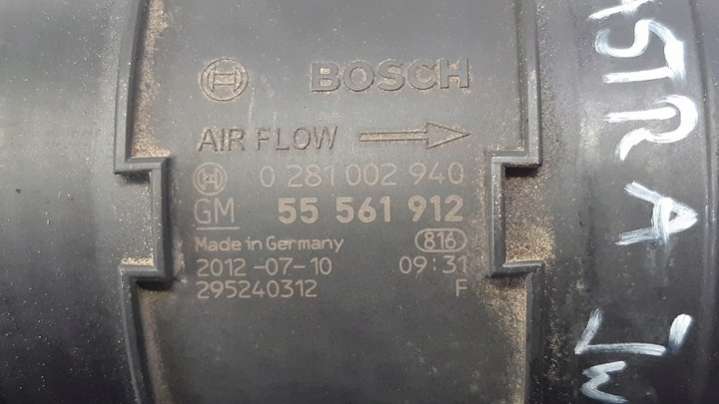 BOSCH
AIR FLOW
0 281 002 940
GM 55 561 912
Made in Germany 816
2012-07-10 09:31
295240312 F
ASTRA